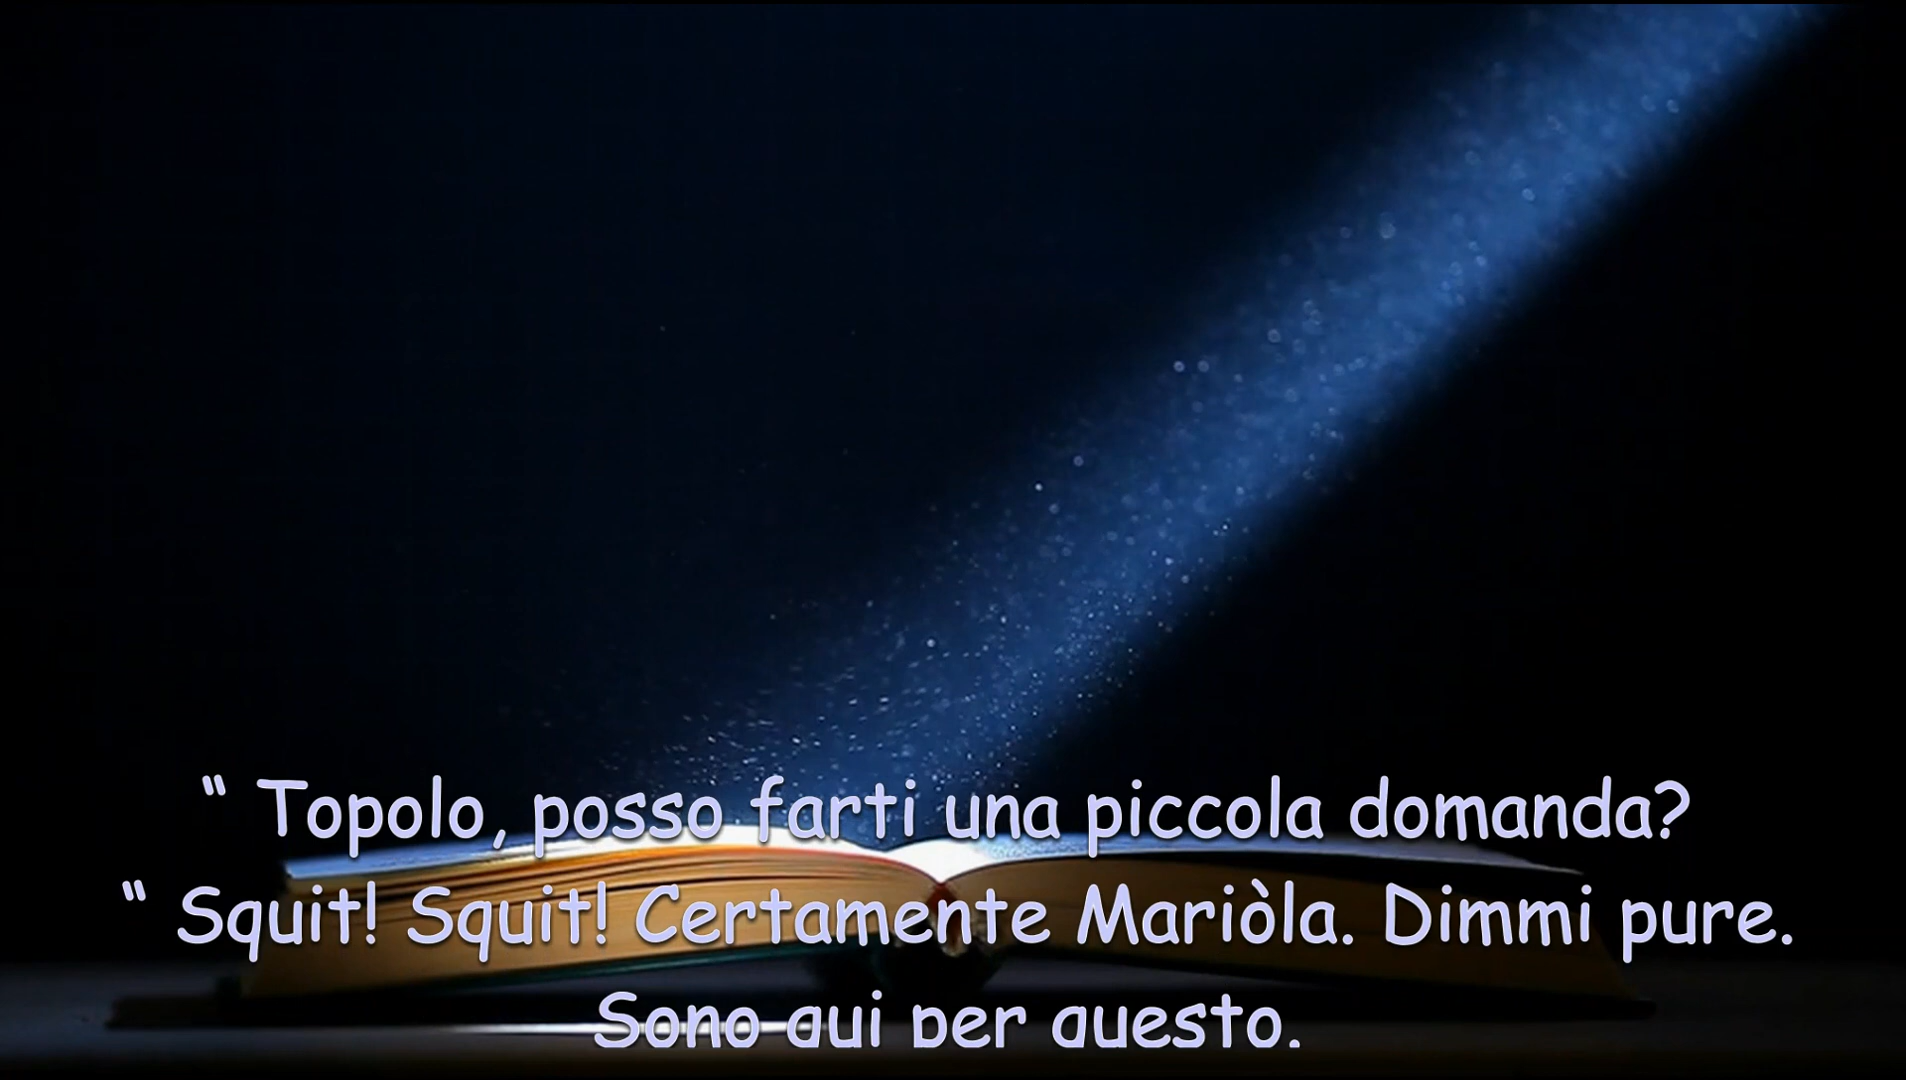 “ Topolo, posso farti una piccola domanda?
“ Squit! Squit! Certamente Mariòla. Dimmi pure.
Sono qui per questo.